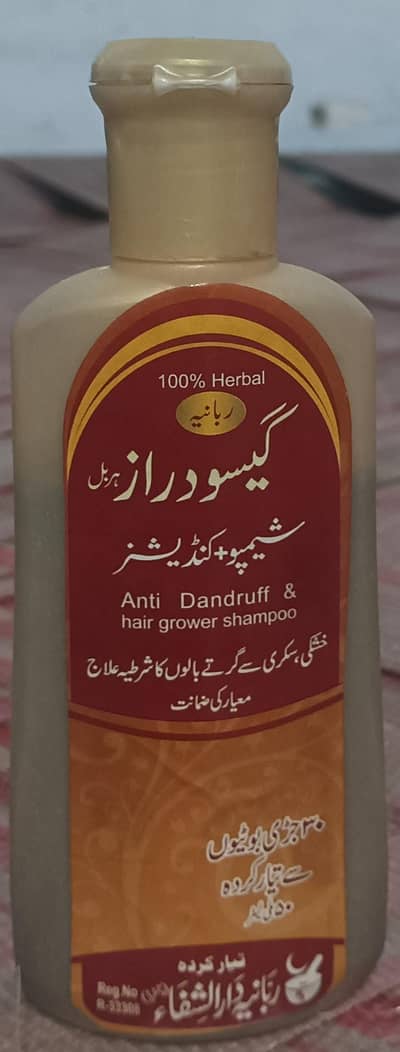 100% Herbal
ربانیہ
گیسودراز ہربل
شیمپو+کنڈیشنر
Anti Dandruff &
hair grower shampoo
خشکی، سکری سے گرتے بالوں کا شرطیہ علاج
معیار کی ضمانت
۳۰ جڑی بوٹیوں
سے تیار کردہ
تیار کردہ
ربانیہ دارالشفاء
Reg.No